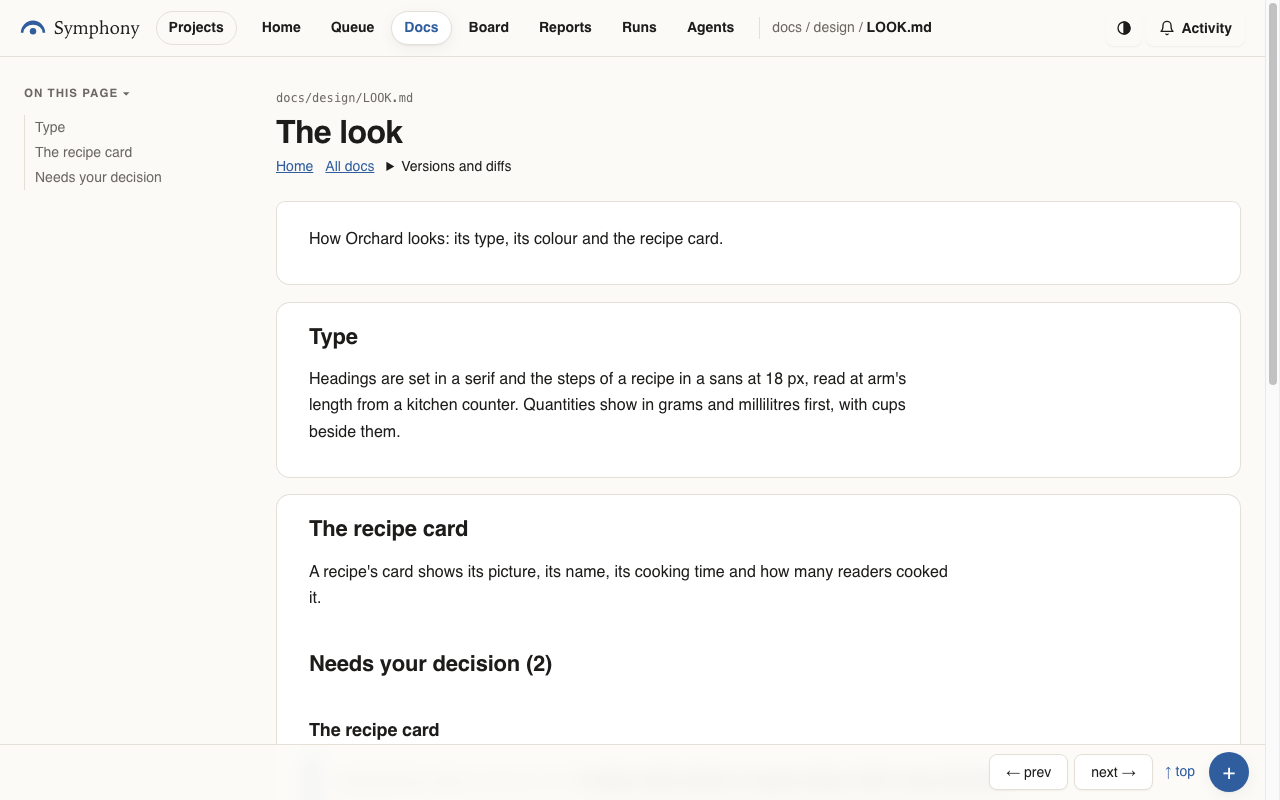 Symphony Projects Home Queue Docs Board Reports Runs Agents docs / design / LOOK.md Activity
ON THIS PAGE
Type
The recipe card
Needs your decision
docs/design/LOOK.md
The look
Home All docs Versions and diffs
How Orchard looks: its type, its colour and the recipe card.
Type
Headings are set in a serif and the steps of a recipe in a sans at 18 px, read at arm's
length from a kitchen counter. Quantities show in grams and millilitres first, with cups
beside them.
The recipe card
A recipe's card shows its picture, its name, its cooking time and how many readers cooked
it.
Needs your decision (2)
The recipe card
← prev next → ↑ top +